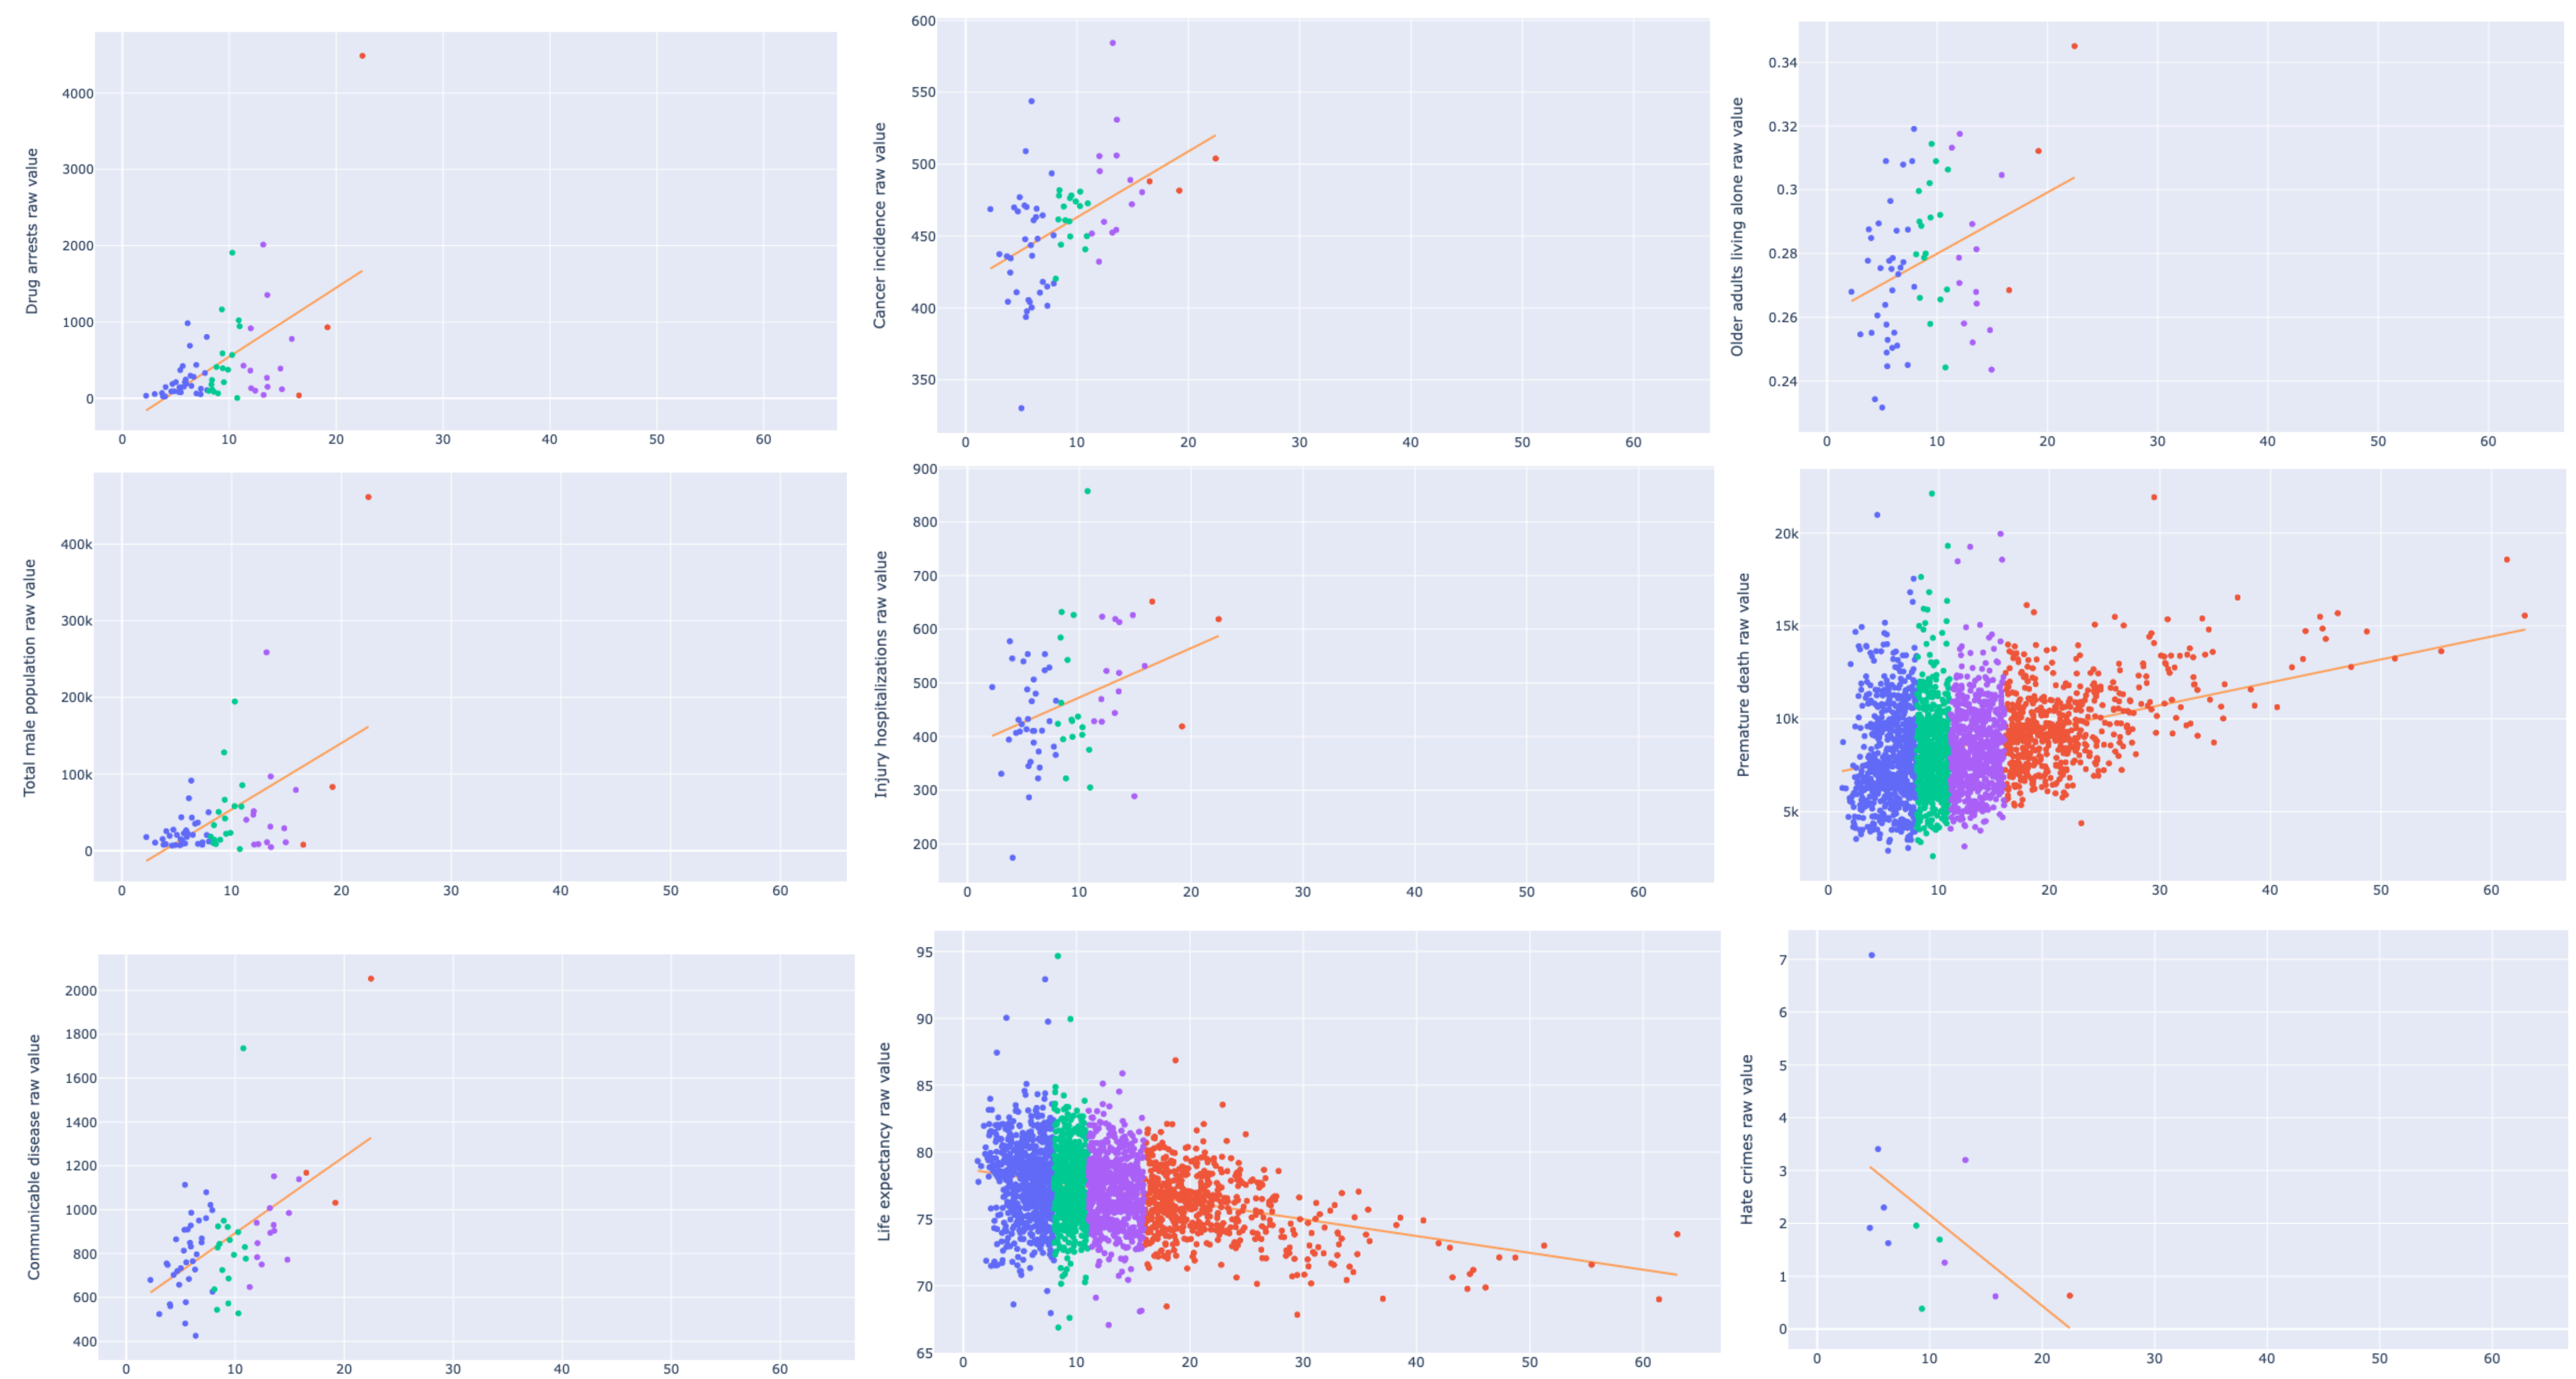 Drug arrests raw value
4000
3000
2000
1000
0
0 10 20 30 40 50 60
Cancer incidence raw value
600
550
500
450
400
350
0 10 20 30 40 50 60
Older adults living alone raw value
0.34
0.32
0.3
0.28
0.26
0.24
0 10 20 30 40 50 60
Total male population raw value
400k
300k
200k
100k
0
0 10 20 30 40 50 60
Injury hospitalizations raw value
900
800
700
600
500
400
300
200
0 10 20 30 40 50 60
Premature death raw value
20k
15k
10k
5k
0 10 20 30 40 50 60
Communicable disease raw value
2000
1800
1600
1400
1200
1000
800
600
400
0 10 20 30 40 50 60
Life expectancy raw value
95
90
85
80
75
70
65
0 10 20 30 40 50 60
Hate crimes raw value
7
6
5
4
3
2
1
0
0 10 20 30 40 50 60